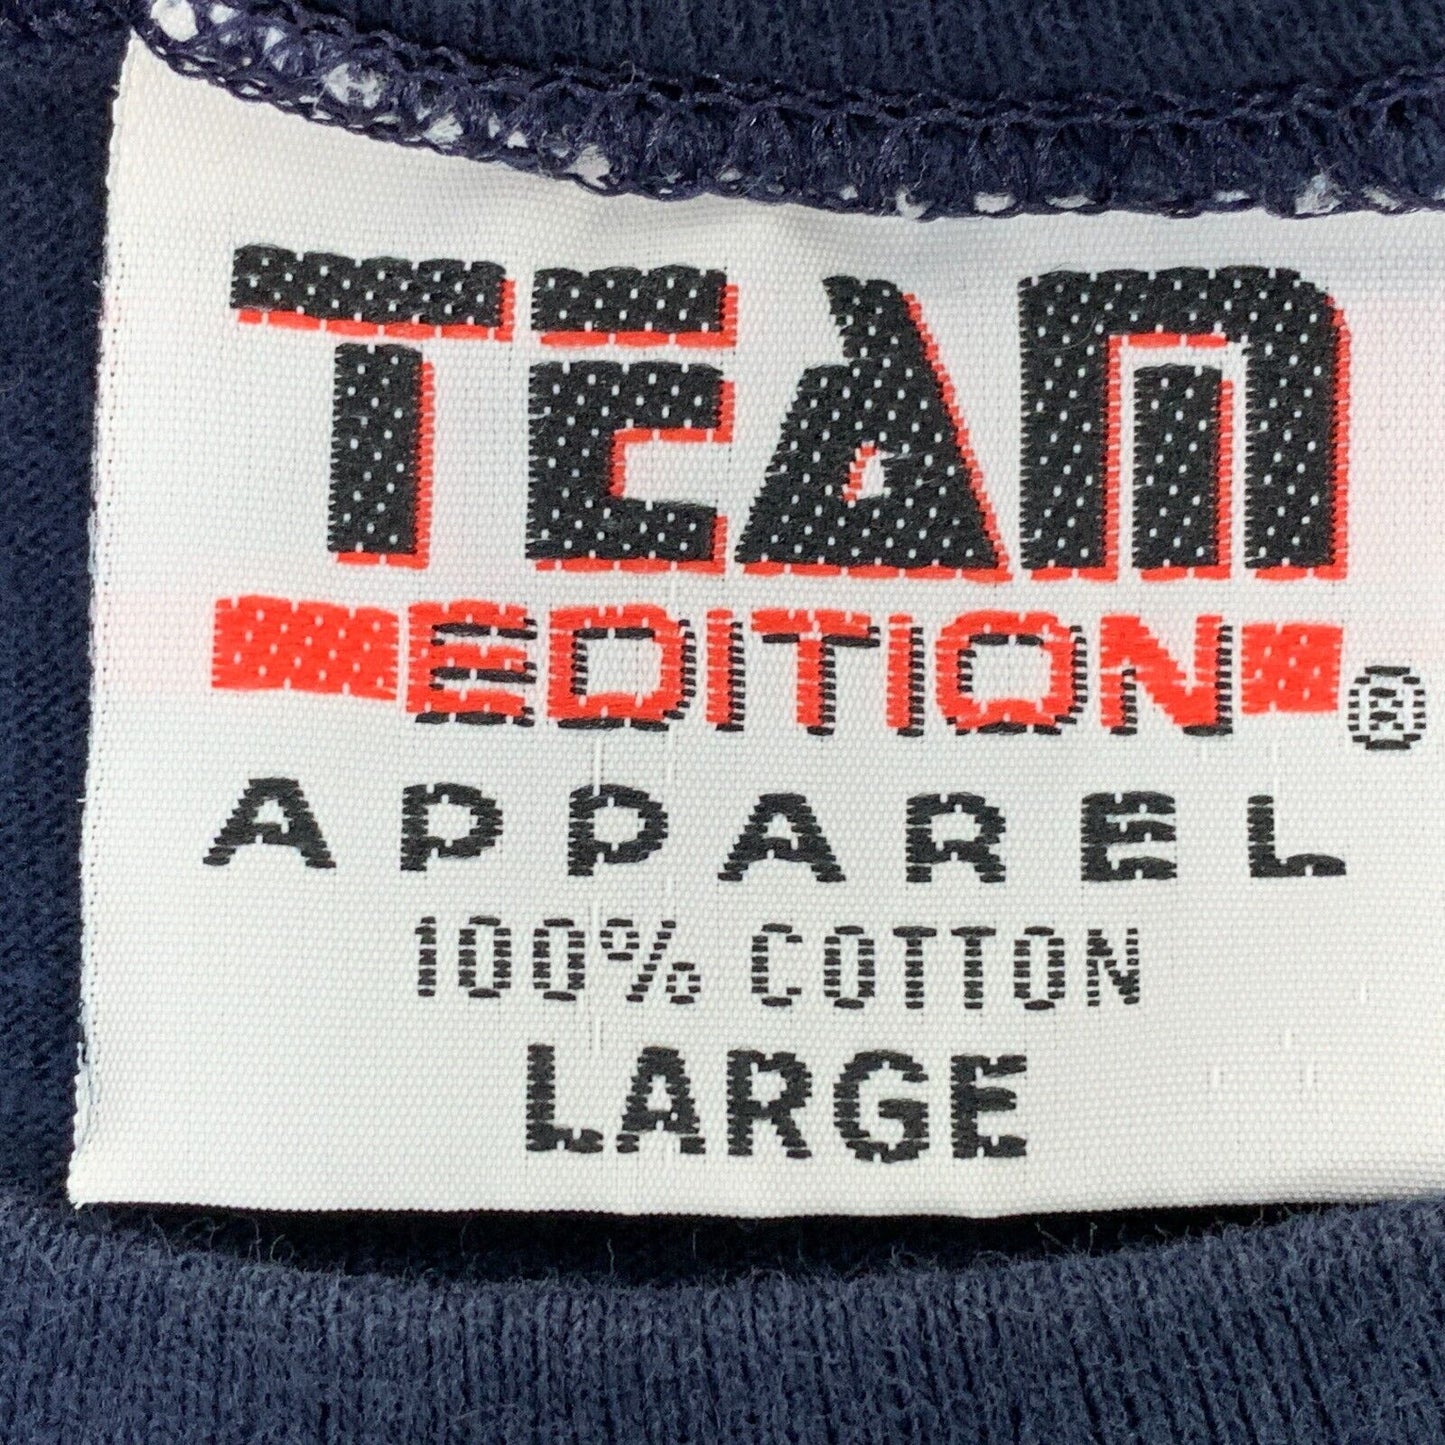 TEAM
EDITION®
APPAREL
100% COTTON
LARGE